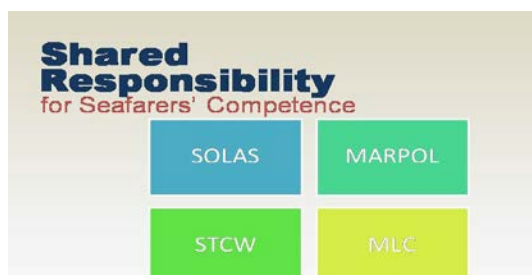 Shared
Responsibility
for Seafarers' Competence
SOLAS MARPOL
STCW MLC